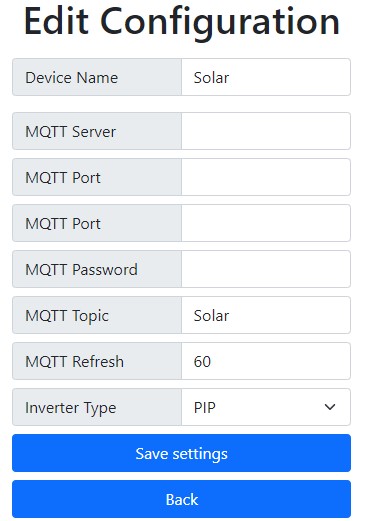 Edit Configuration
Device Name Solar
MQTT Server
MQTT Port
MQTT Port
MQTT Password
MQTT Topic Solar
MQTT Refresh 60
Inverter Type PIP
Save settings
Back